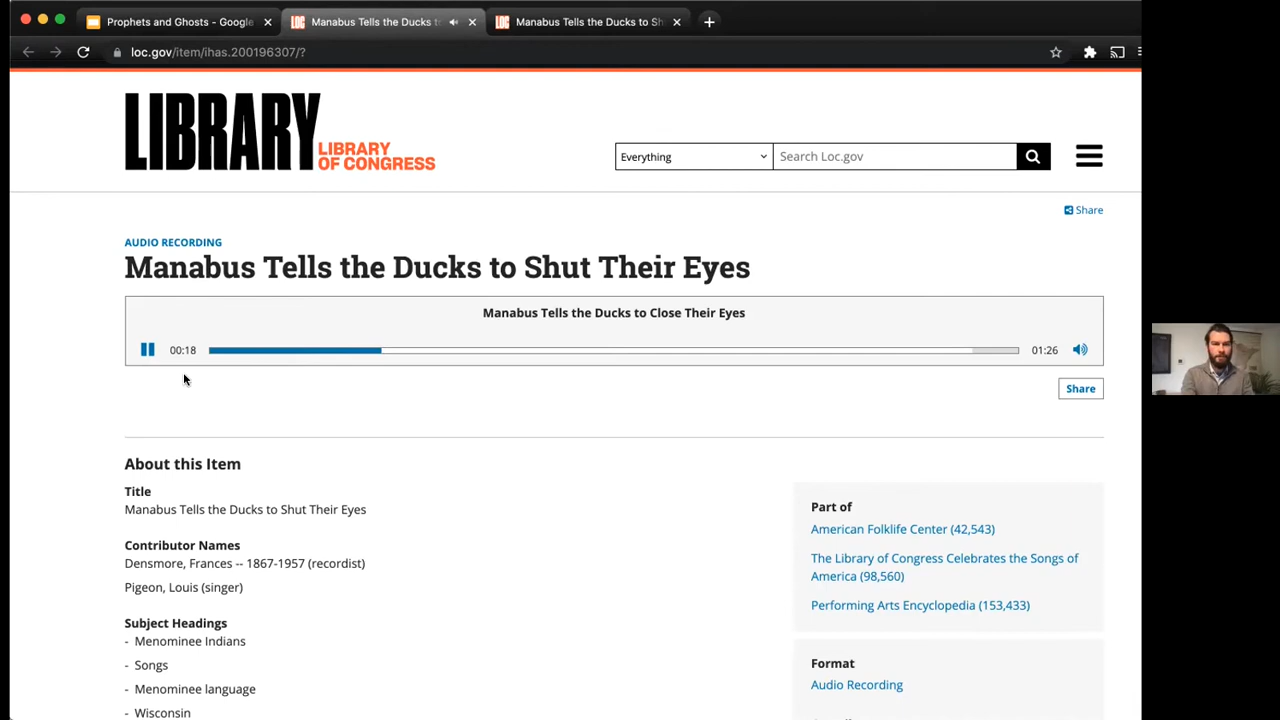 Prophets and Ghosts - Google
Manabus Tells the Ducks to
Manabus Tells the Ducks to Sh
loc.gov/item/ihas.200196307/?
LIBRARY
LIBRARY
OF CONGRESS
Everything
Search Loc.gov
Share
AUDIO RECORDING
Manabus Tells the Ducks to Shut Their Eyes
Manabus Tells the Ducks to Close Their Eyes
00:18
01:26
Share
About this Item
Title
Manabus Tells the Ducks to Shut Their Eyes
Contributor Names
Densmore, Frances -- 1867-1957 (recordist)
Pigeon, Louis (singer)
Subject Headings
- Menominee Indians
- Songs
- Menominee language
- Wisconsin
Part of
American Folklife Center (42,543)
The Library of Congress Celebrates the Songs of
America (98,560)
Performing Arts Encyclopedia (153,433)
Format
Audio Recording